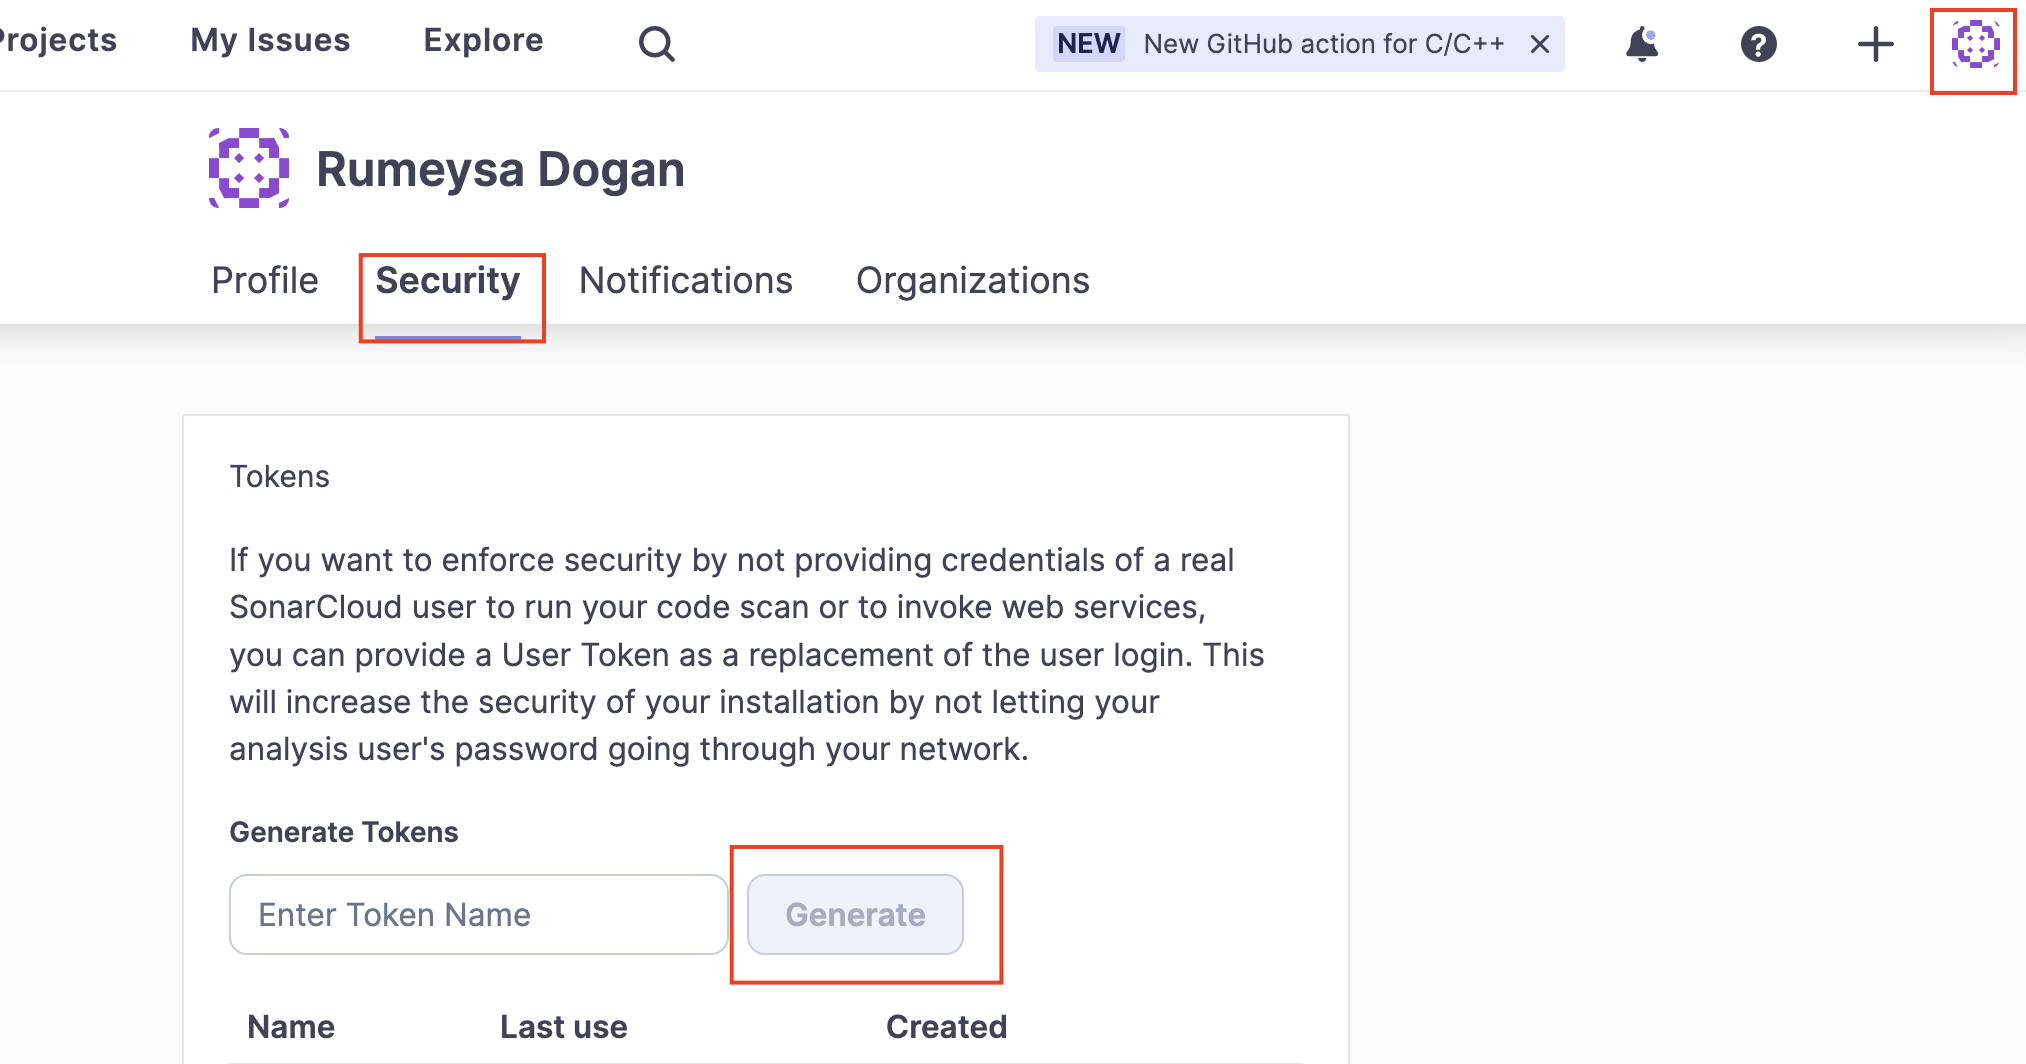 Projects My Issues Explore NEW New GitHub action for C/C++
Rumeysa Dogan
Profile Security Notifications Organizations
Tokens
If you want to enforce security by not providing credentials of a real
SonarCloud user to run your code scan or to invoke web services,
you can provide a User Token as a replacement of the user login. This
will increase the security of your installation by not letting your
analysis user's password going through your network.
Generate Tokens
Enter Token Name Generate
Name Last use Created